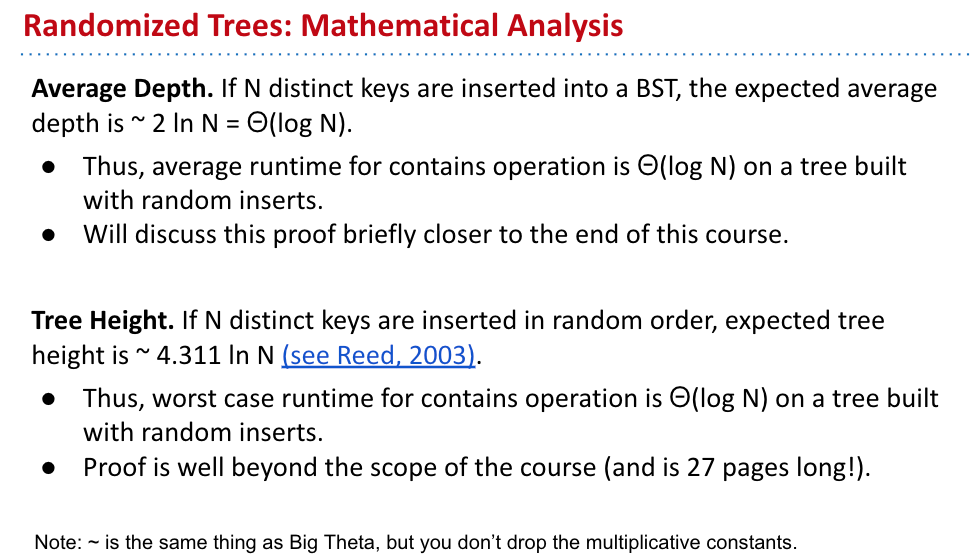 Randomized Trees: Mathematical Analysis
Average Depth. If N distinct keys are inserted into a BST, the expected average
depth is ~ 2 ln N = Θ(log N).
● Thus, average runtime for contains operation is Θ(log N) on a tree built
with random inserts.
● Will discuss this proof briefly closer to the end of this course.
Tree Height. If N distinct keys are inserted in random order, expected tree
height is ~ 4.311 ln N (see Reed, 2003).
● Thus, worst case runtime for contains operation is Θ(log N) on a tree built
with random inserts.
● Proof is well beyond the scope of the course (and is 27 pages long!).
Note: ~ is the same thing as Big Theta, but you don’t drop the multiplicative constants.